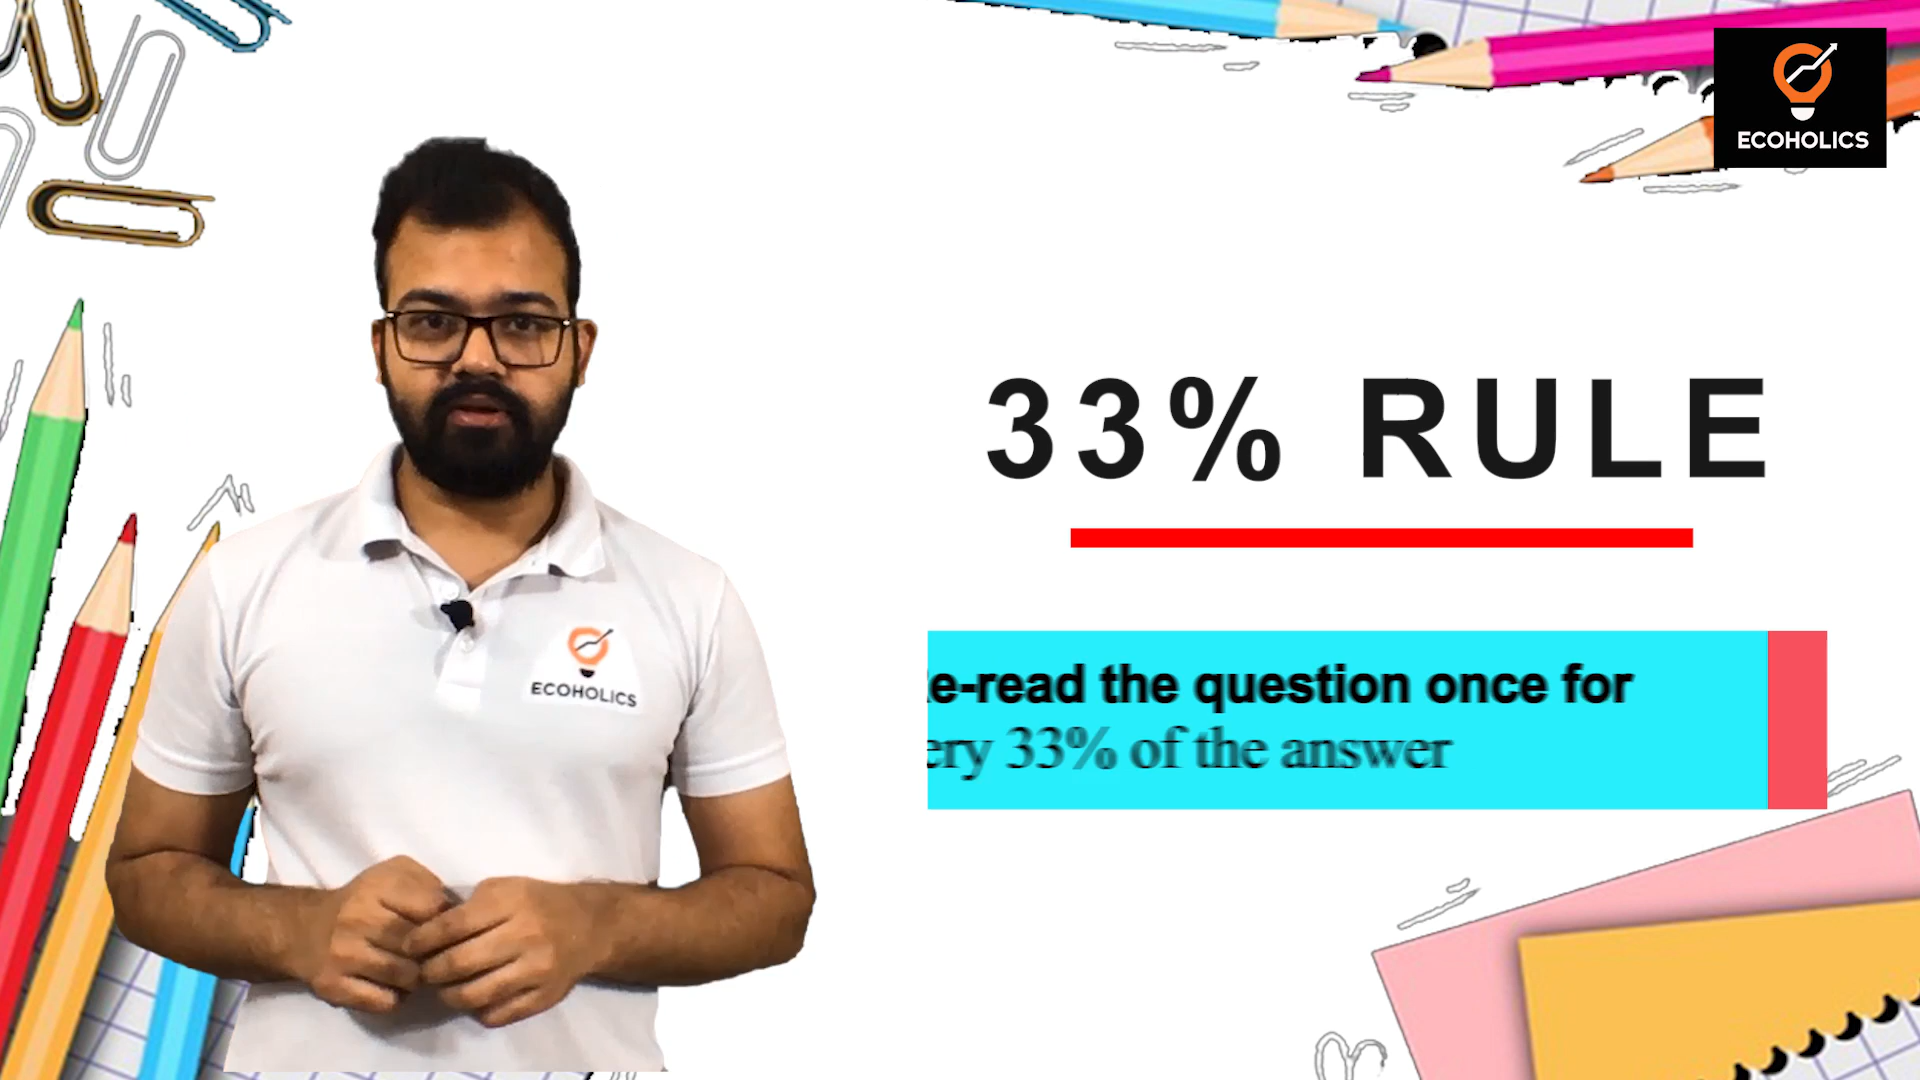 ECOHOLICS
33% RULE
e-read the question once for
ery 33% of the answer
ECOHOLICS